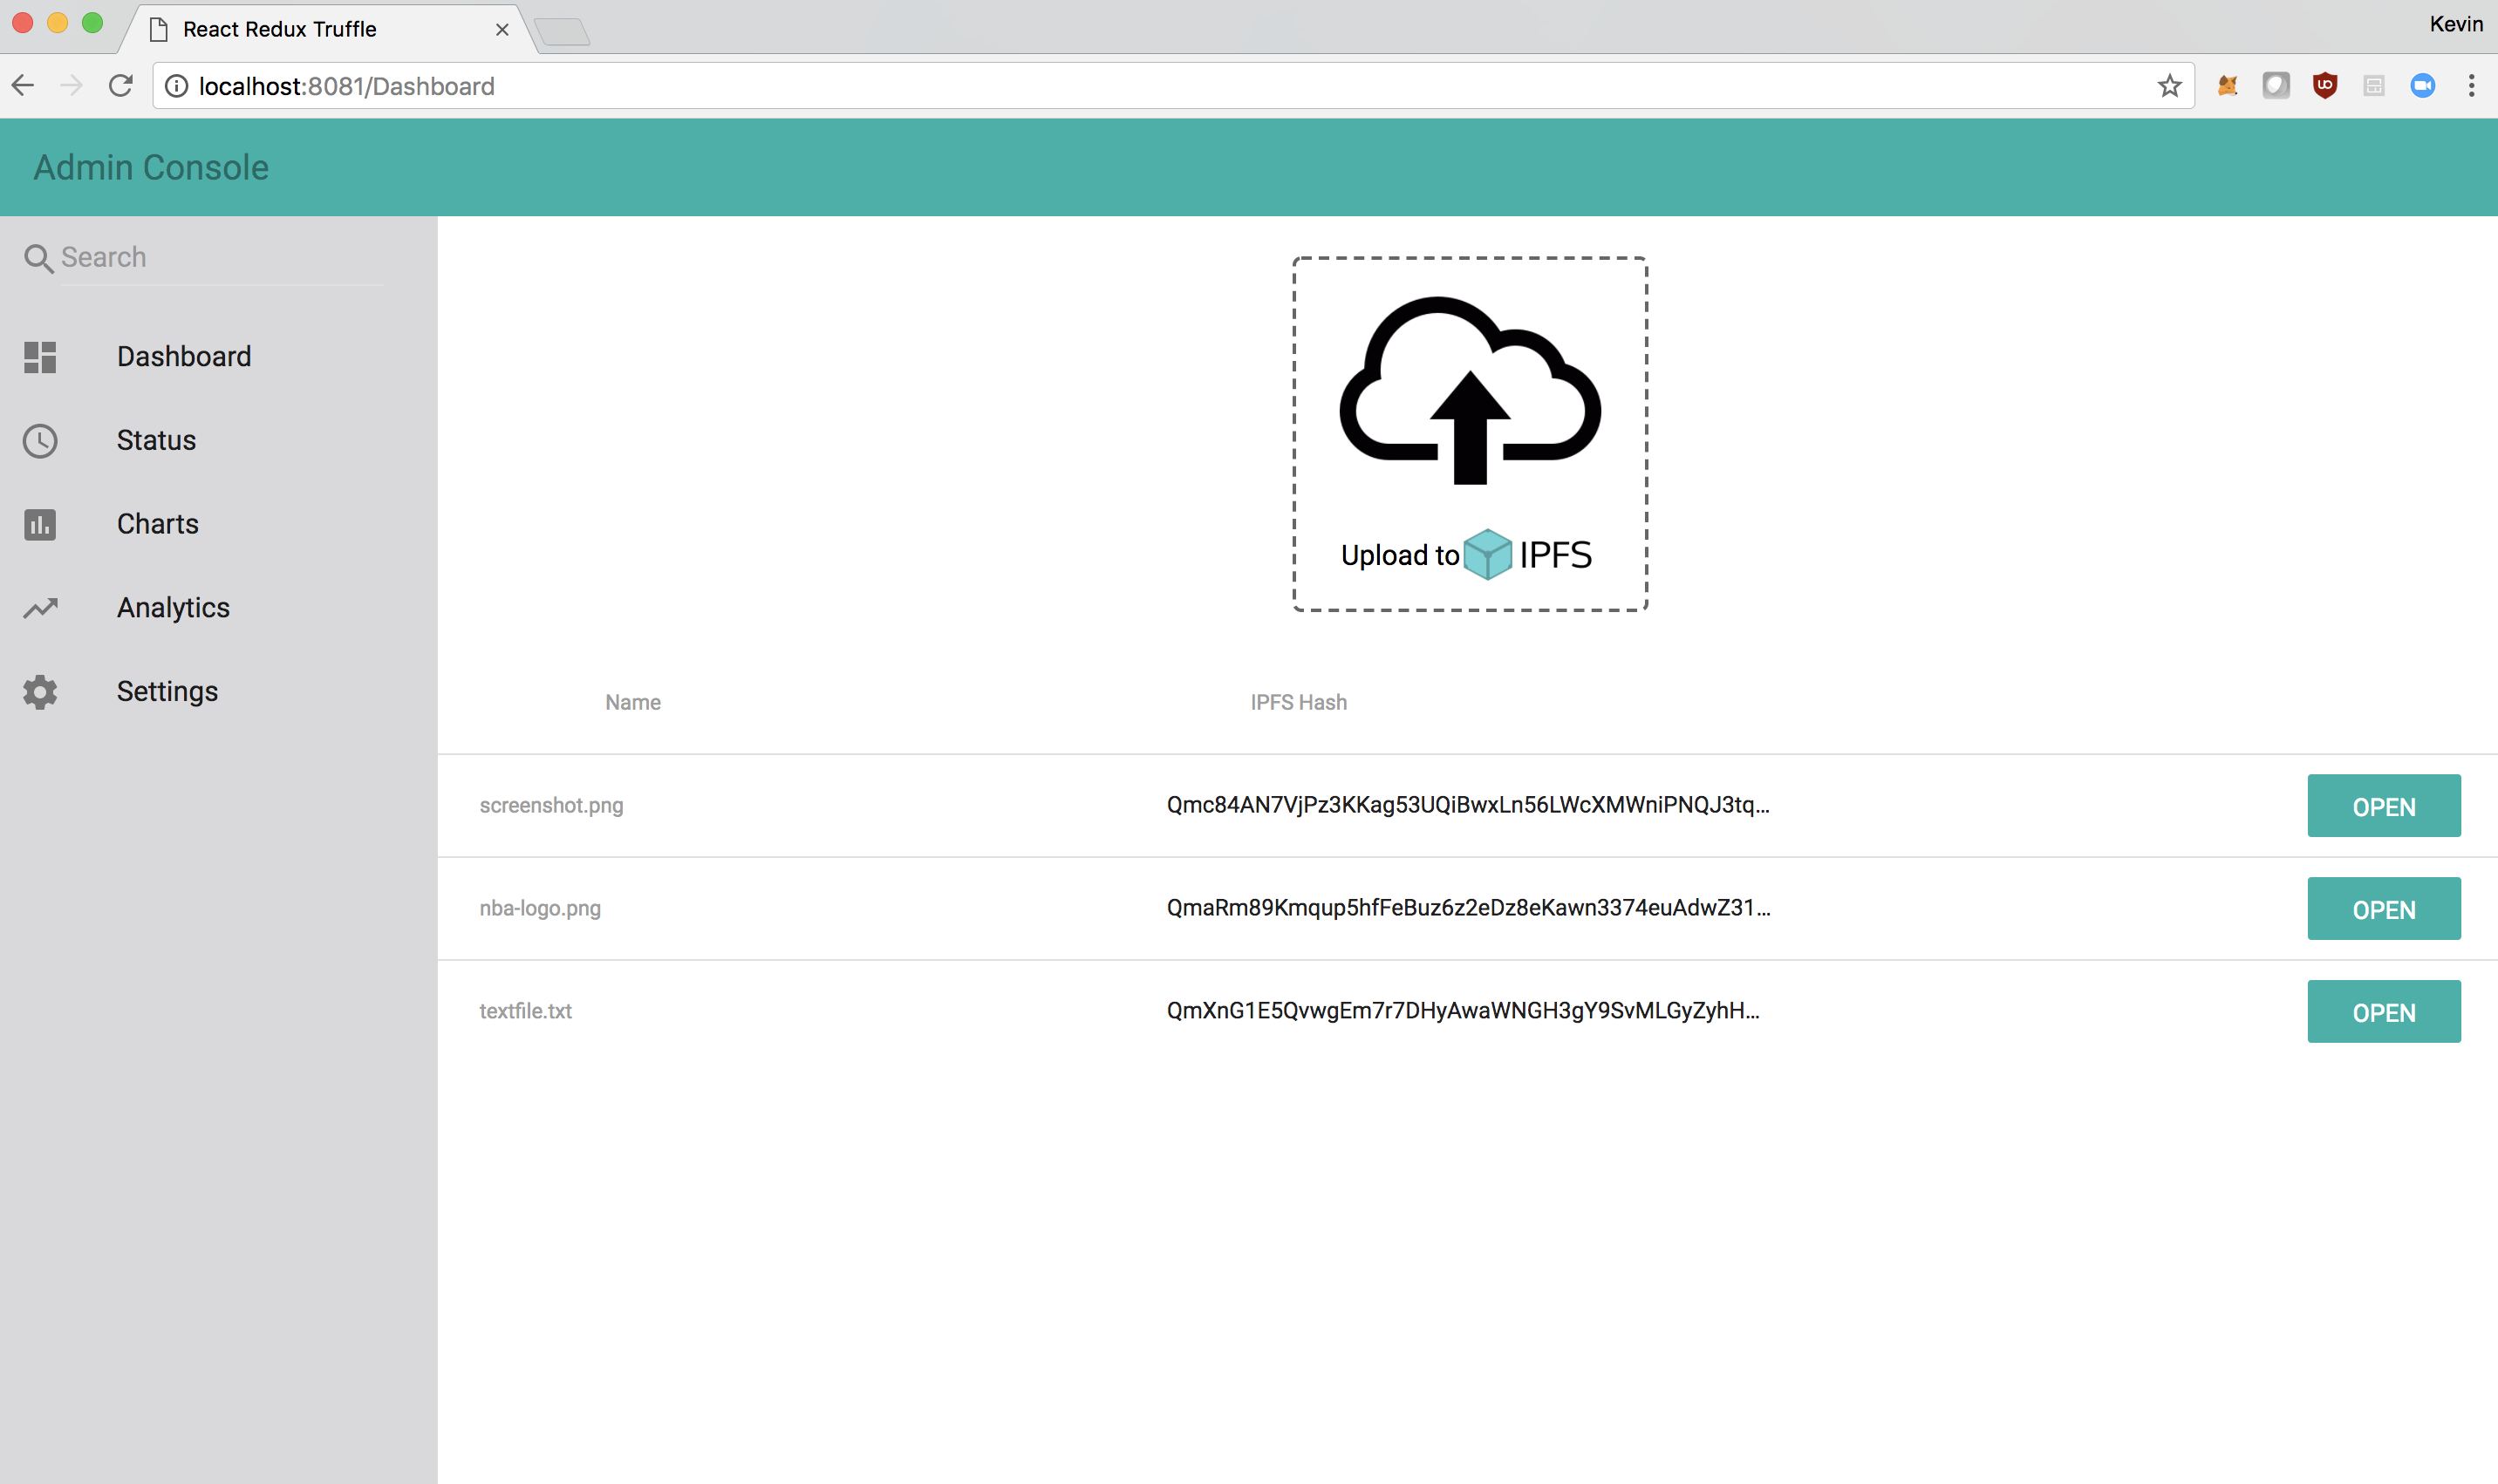 React Redux Truffle
Kevin
localhost:8081/Dashboard
Admin Console
Search
Dashboard
Status
Charts
Analytics
Settings
Upload to IPFS
Name IPFS Hash
screenshot.png Qmc84AN7VjPz3KKag53UQiBwxLn56LWcXMWniPNQJ3tq... OPEN
nba-logo.png QmaRm89Kmqup5hfFeBuz6z2eDz8eKawn3374euAdwZ31... OPEN
textfile.txt QmXnG1E5QvwgEm7r7DHyAwaWNGH3gY9SvMLGyZyhH... OPEN